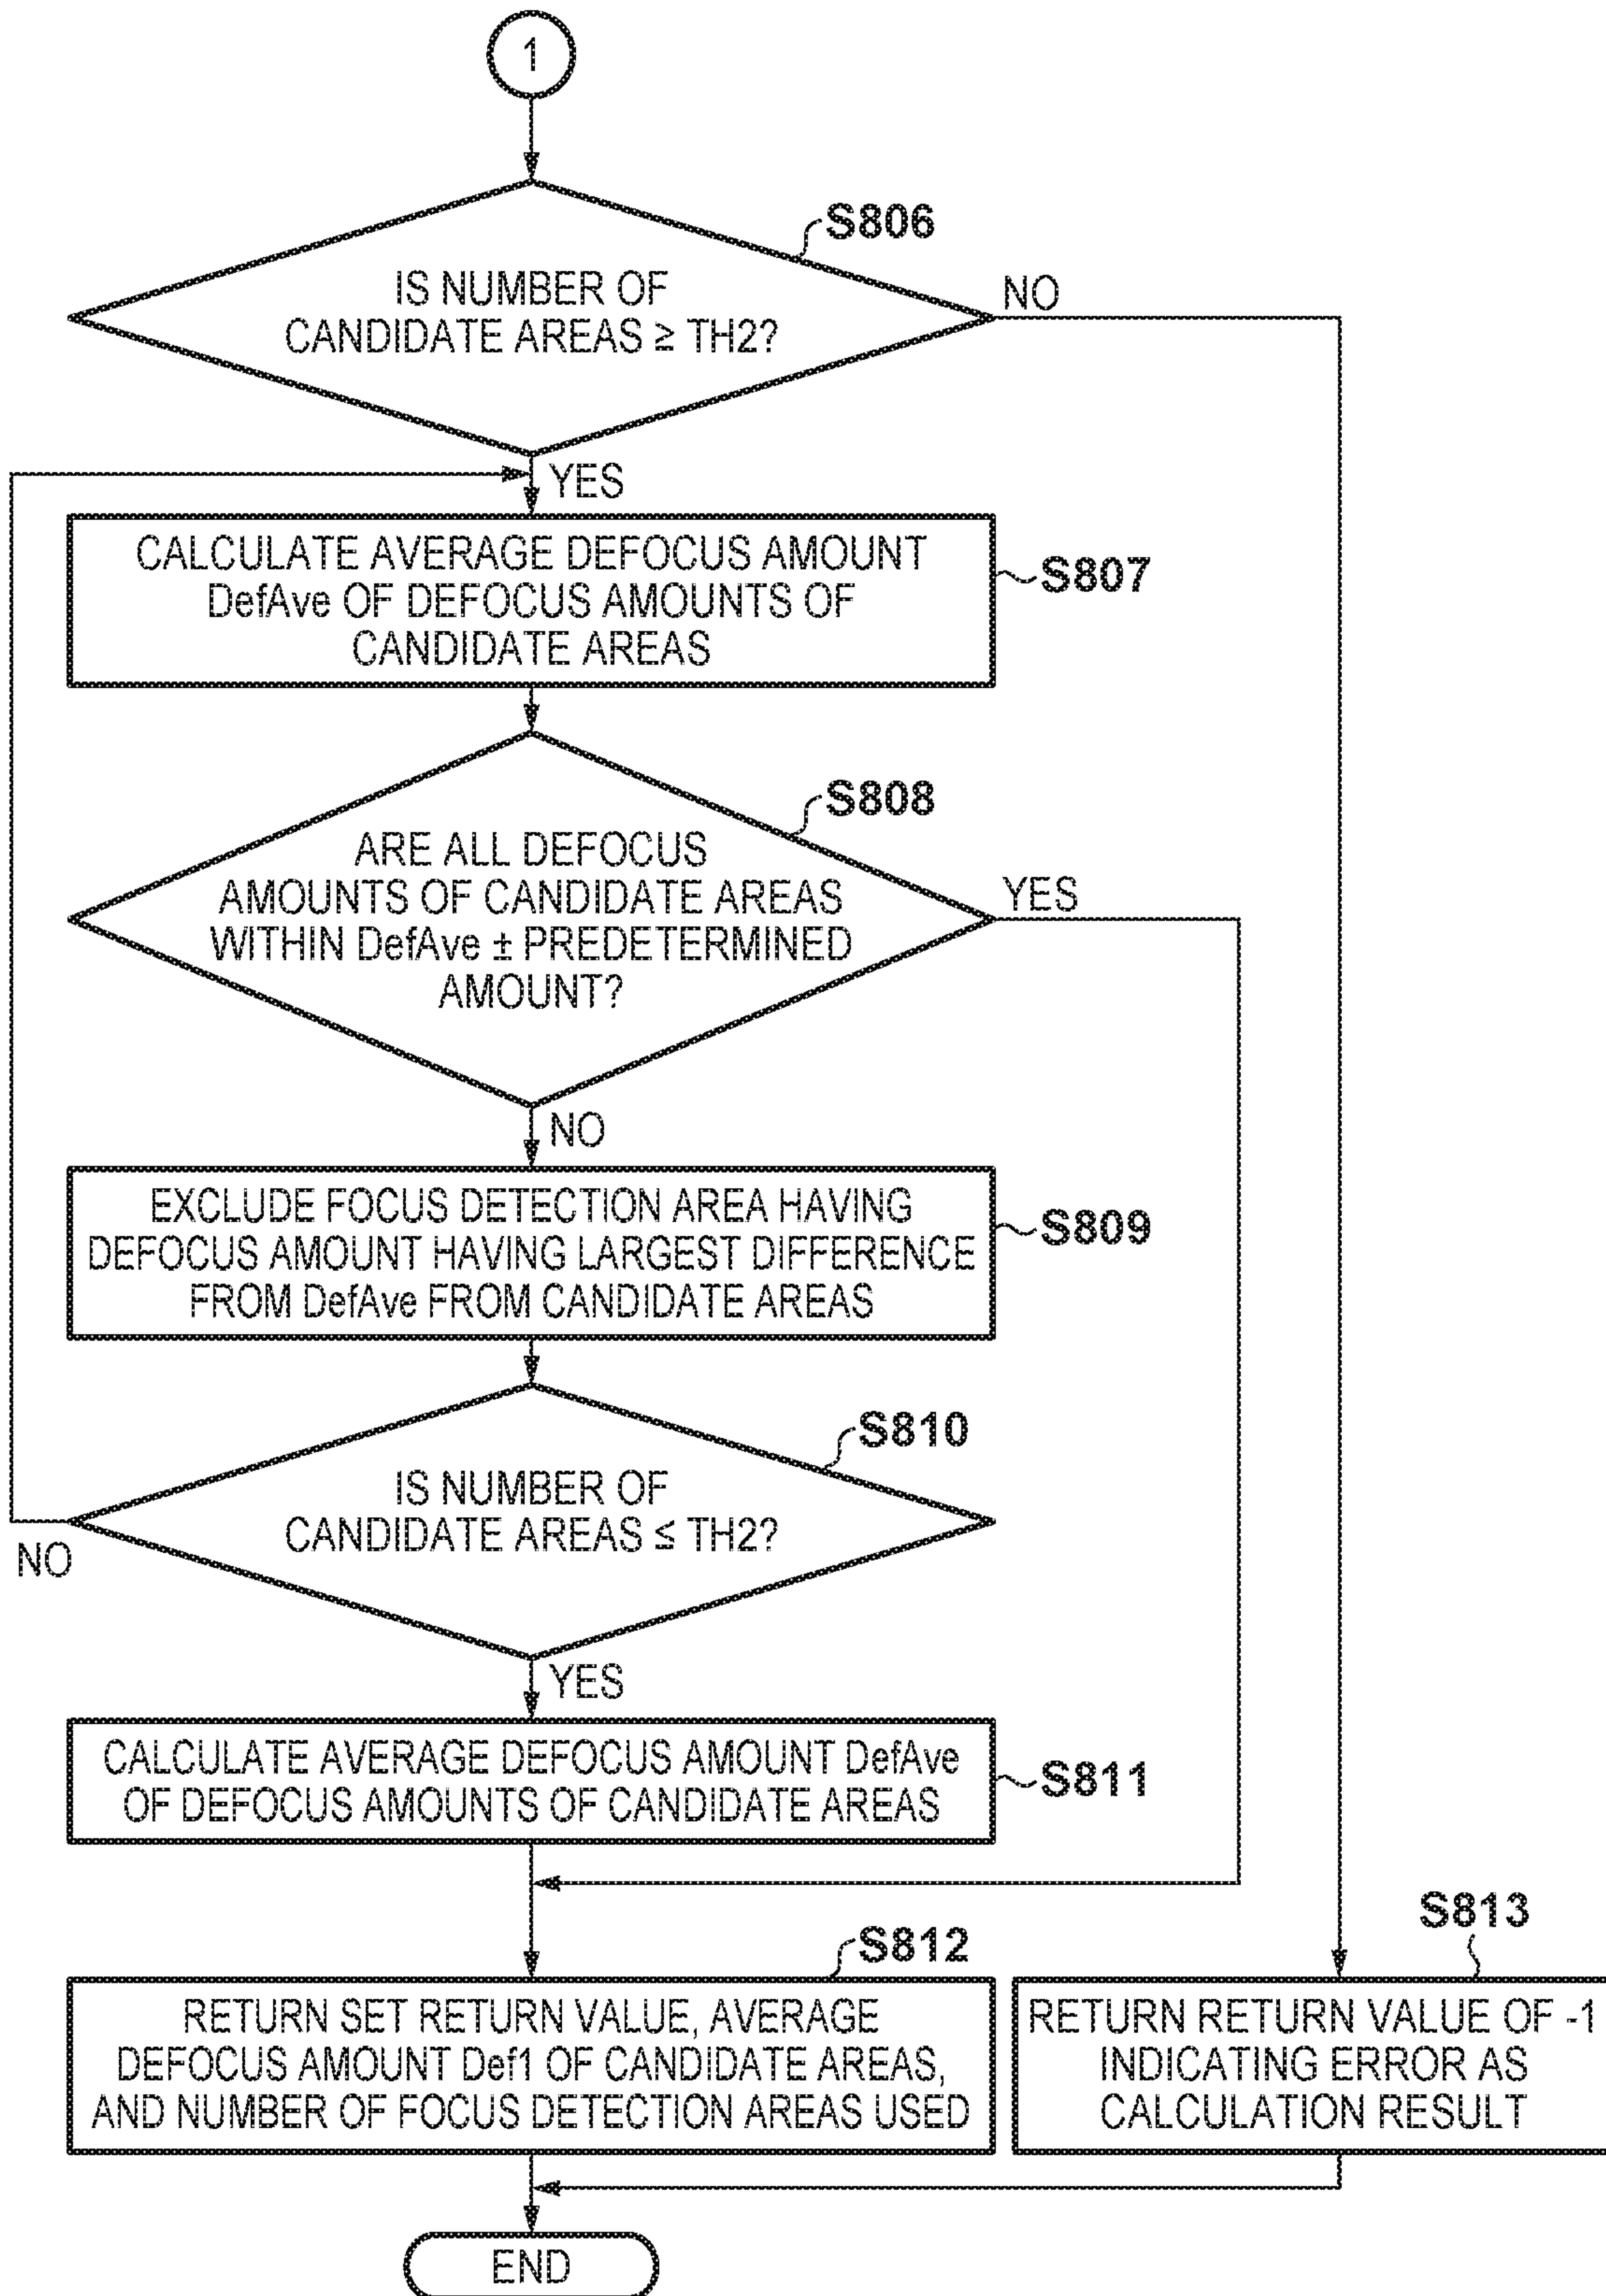 1
S806
IS NUMBER OF
CANDIDATE AREAS ≥ TH2?
NO
YES
CALCULATE AVERAGE DEFOCUS AMOUNT
DefAve OF DEFOCUS AMOUNTS OF
CANDIDATE AREAS
S807
S808
ARE ALL DEFOCUS
AMOUNTS OF CANDIDATE AREAS
WITHIN DefAve ± PREDETERMINED
AMOUNT?
YES
NO
EXCLUDE FOCUS DETECTION AREA HAVING
DEFOCUS AMOUNT HAVING LARGEST DIFFERENCE
FROM DefAve FROM CANDIDATE AREAS
S809
S810
IS NUMBER OF
CANDIDATE AREAS ≤ TH2?
NO
YES
CALCULATE AVERAGE DEFOCUS AMOUNT DefAve
OF DEFOCUS AMOUNTS OF CANDIDATE AREAS
S811
S812
RETURN SET RETURN VALUE, AVERAGE
DEFOCUS AMOUNT Def1 OF CANDIDATE AREAS,
AND NUMBER OF FOCUS DETECTION AREAS USED
S813
RETURN RETURN VALUE OF -1
INDICATING ERROR AS
CALCULATION RESULT
END